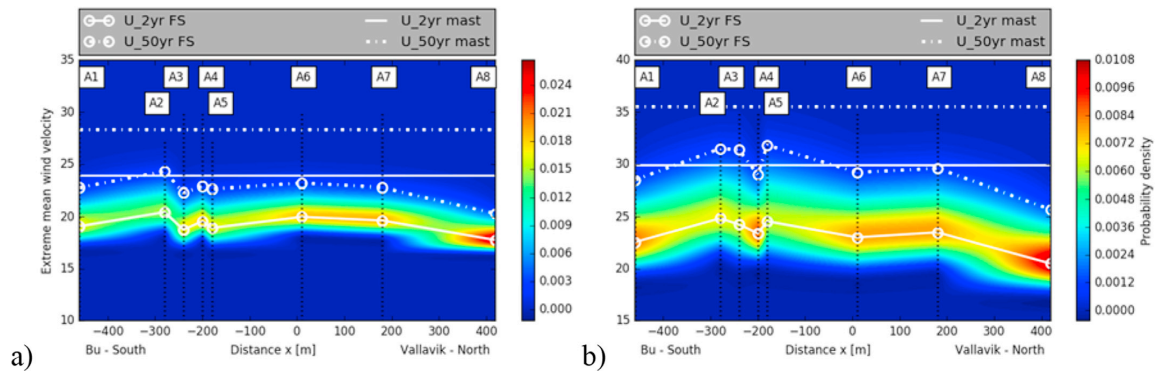 U_2yr FS U_2yr mast
U_50yr FS U_50yr mast
35
30
25
20
15
10
A1 A3 A4 A6 A7 A8
A2 A5
Extreme mean wind velocity
−400 −300 −200 −100 0 100 200 300 400
Bu - South Distance x [m] Vallavik - North
0.024
0.021
0.018
0.015
0.012
0.009
0.006
0.003
0.000
a)
U_2yr FS U_2yr mast
U_50yr FS U_50yr mast
40
35
30
25
20
15
A1 A3 A4 A6 A7 A8
A2 A5
−400 −300 −200 −100 0 100 200 300 400
Bu - South Distance x [m] Vallavik - North
0.0108
0.0096
0.0084
0.0072
0.0060
0.0048
0.0036
0.0024
0.0012
0.0000
Probability density
b)